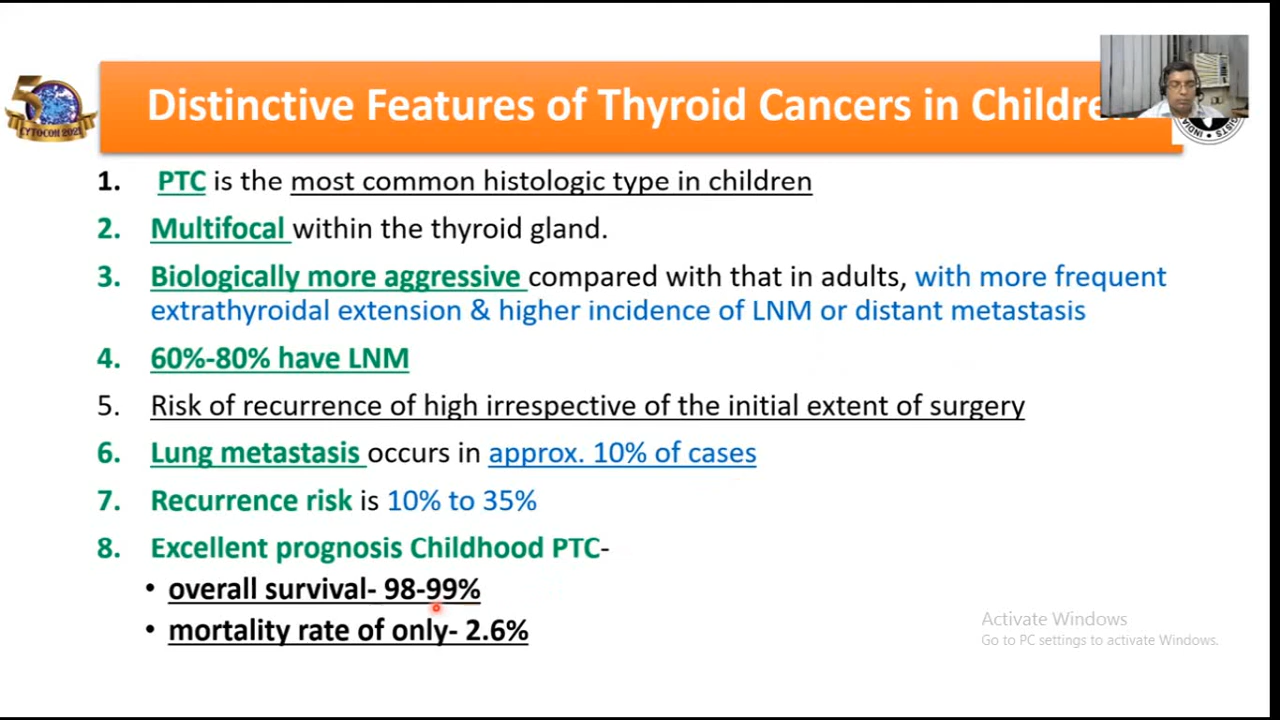 Distinctive Features of Thyroid Cancers in Childre
50
CYTOCON 2021
1. PTC is the most common histologic type in children
2. Multifocal within the thyroid gland.
3. Biologically more aggressive compared with that in adults, with more frequent
extrathyroidal extension & higher incidence of LNM or distant metastasis
4. 60%-80% have LNM
5. Risk of recurrence of high irrespective of the initial extent of surgery
6. Lung metastasis occurs in approx. 10% of cases
7. Recurrence risk is 10% to 35%
8. Excellent prognosis Childhood PTC-
• overall survival- 98-99%
• mortality rate of only- 2.6%
Activate Windows
Go to PC settings to activate Windows.